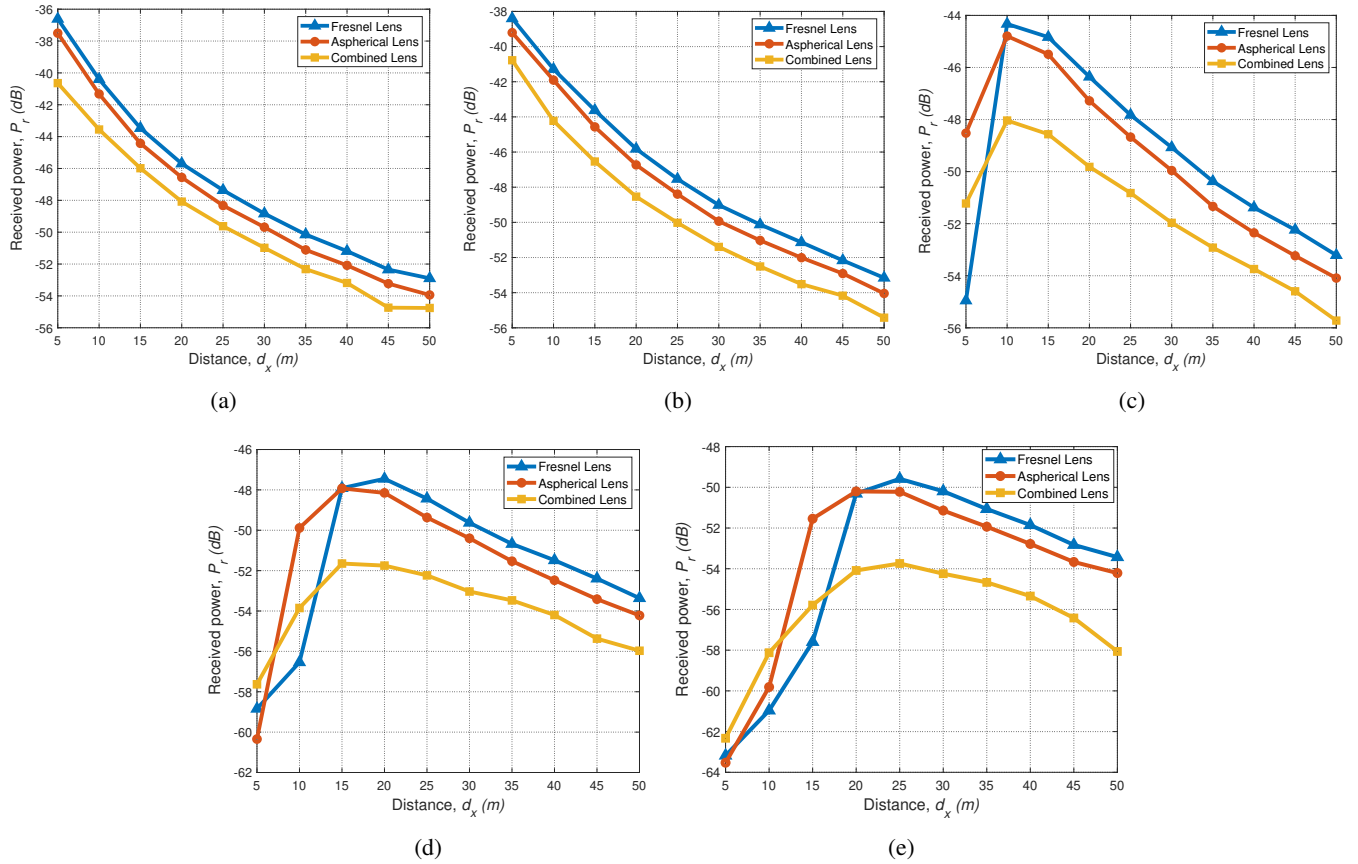 -36
-38
-40
-42
-44
-46
-48
-50
-52
-54
-56
Received power, P_r (dB)
Fresnel Lens
Aspherical Lens
Combined Lens
5 10 15 20 25 30 35 40 45 50
Distance, d_x (m)
(a)
-38
-40
-42
-44
-46
-48
-50
-52
-54
-56
Received power, P_r (dB)
Fresnel Lens
Aspherical Lens
Combined Lens
5 10 15 20 25 30 35 40 45 50
Distance, d_x (m)
(b)
-44
-46
-48
-50
-52
-54
-56
Received power, P_r (dB)
Fresnel Lens
Aspherical Lens
Combined Lens
5 10 15 20 25 30 35 40 45 50
Distance, d_x (m)
(c)
-46
-48
-50
-52
-54
-56
-58
-60
-62
Received power, P_r (dB)
Fresnel Lens
Aspherical Lens
Combined Lens
5 10 15 20 25 30 35 40 45 50
Distance, d_x (m)
(d)
-48
-50
-52
-54
-56
-58
-60
-62
-64
Received power, P_r (dB)
Fresnel Lens
Aspherical Lens
Combined Lens
5 10 15 20 25 30 35 40 45 50
Distance, d_x (m)
(e)